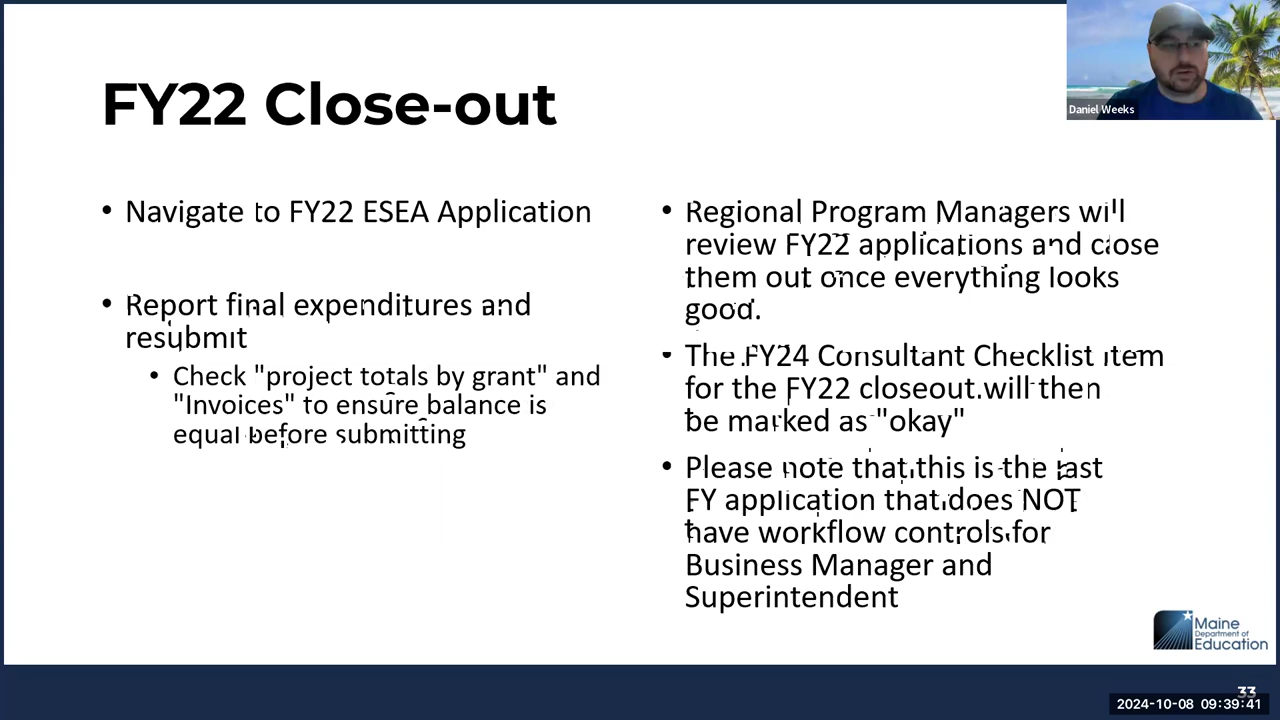 FY22 Close-out
• Navigate to FY22 ESEA Application
• Report final expenditures and
resubmit
• Check "project totals by grant" and
"Invoices" to ensure balance is
equal before submitting
• Regional Program Managers will
review FY22 applications and close
them out once everything looks
good.
• The FY24 Consultant Checklist item
for the FY22 closeout will then
be marked as "okay"
• Please note that this is the last
FY application that does NOT
have workflow controls for
Business Manager and
Superintendent
Daniel Weeks
Maine
Department of
Education
33
2024-10-08 09:39:41